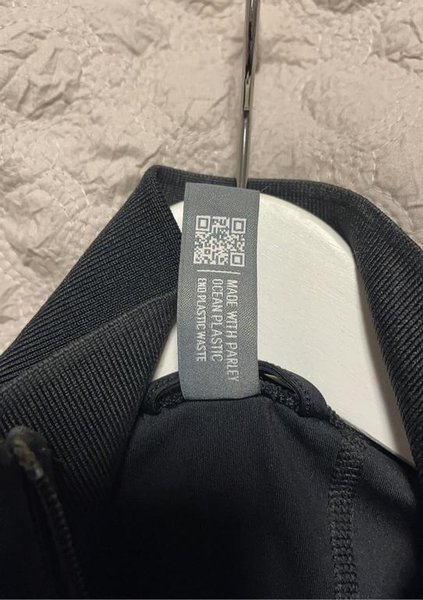 MADE WITH PARLEY
OCEAN PLASTIC
END PLASTIC WASTE